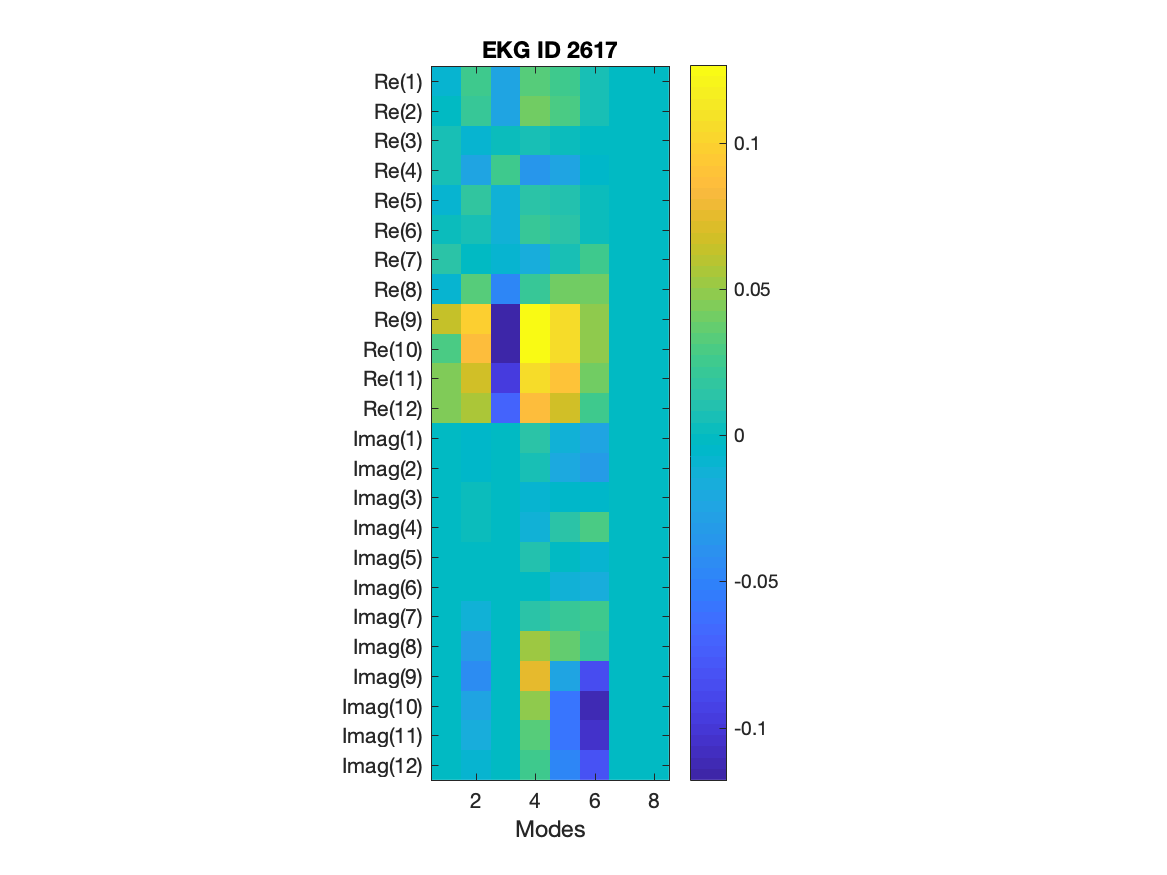 EKG ID 2617
Re(1)
Re(2)
Re(3)
Re(4)
Re(5)
Re(6)
Re(7)
Re(8)
Re(9)
Re(10)
Re(11)
Re(12)
Imag(1)
Imag(2)
Imag(3)
Imag(4)
Imag(5)
Imag(6)
Imag(7)
Imag(8)
Imag(9)
Imag(10)
Imag(11)
Imag(12)
2 4 6 8
Modes
0.1
0.05
0
-0.05
-0.1